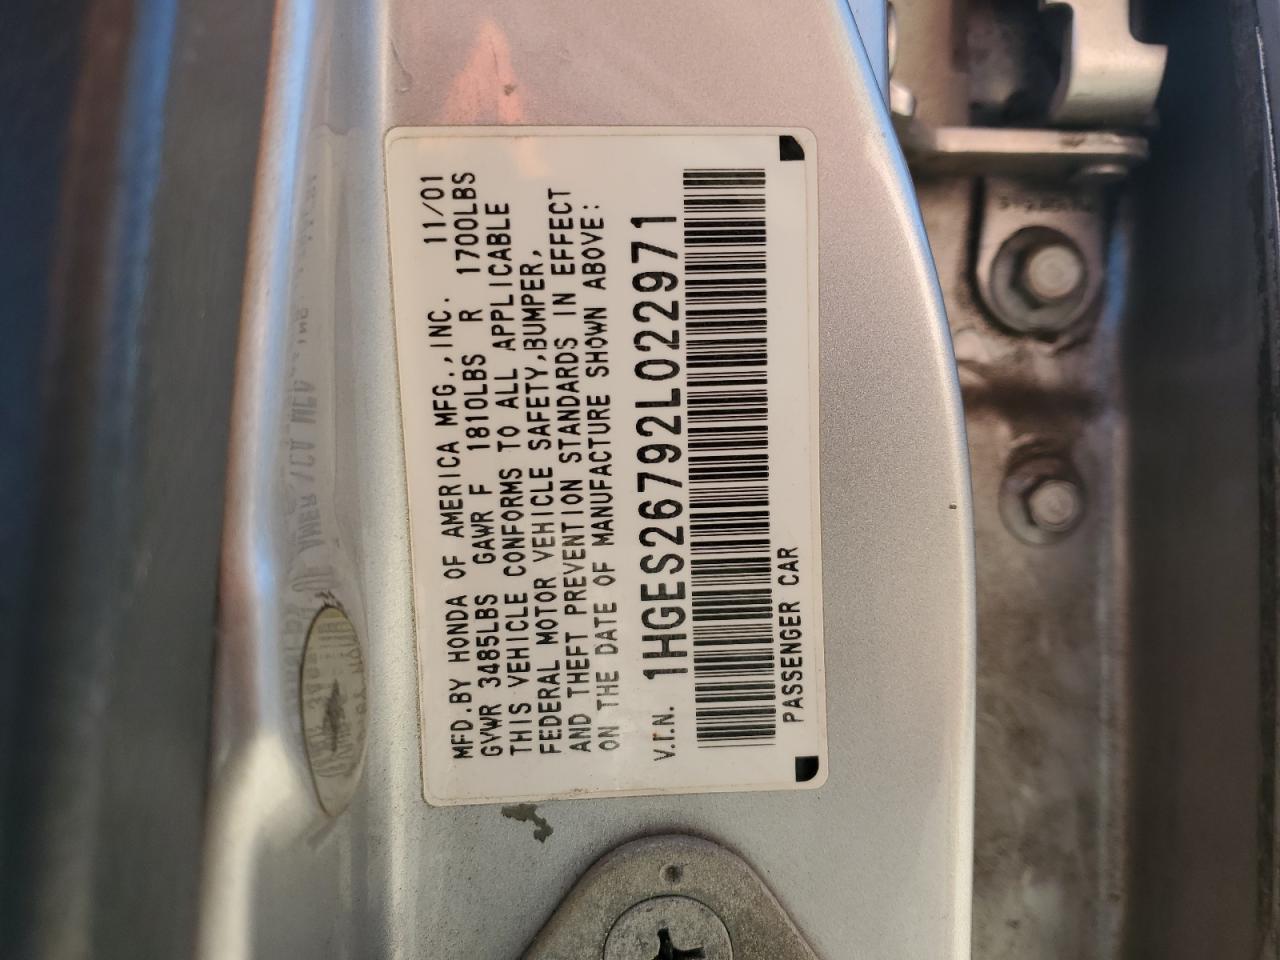 MFD.BY HONDA OF AMERICA MFG.,INC. 11/01
GVWR 3485LBS GAWR F 1810LBS R 1700LBS
THIS VEHICLE CONFORMS TO ALL APPLICABLE
FEDERAL MOTOR VEHICLE SAFETY,BUMPER,
AND THEFT PREVENTION STANDARDS IN EFFECT
ON THE DATE OF MANUFACTURE SHOWN ABOVE:
V.I.N. 1HGES26792L022971
PASSENGER CAR